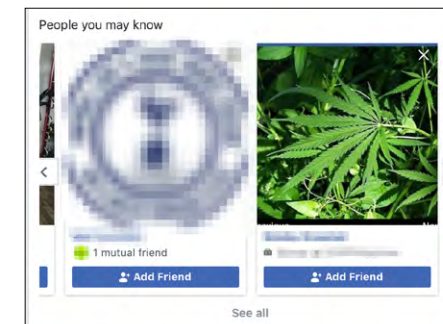 People you may know
1 mutual friend
Add Friend
Add Friend
See all